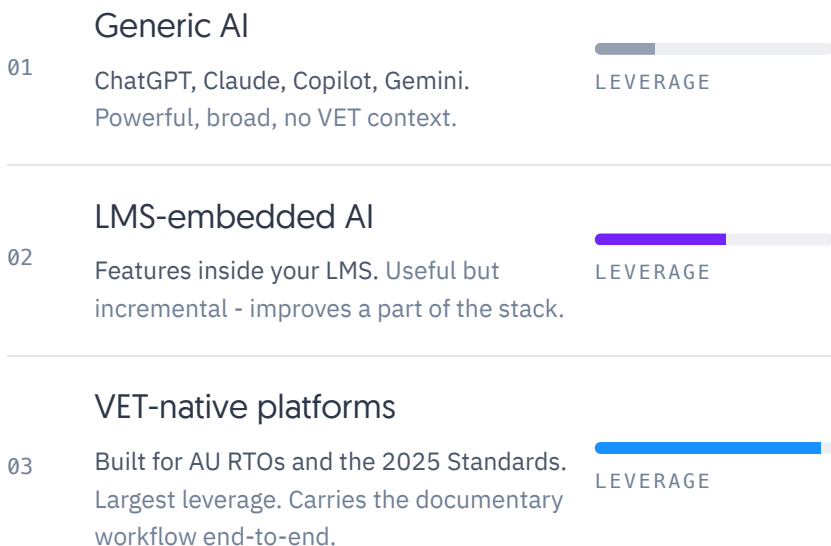 Generic AI
01
ChatGPT, Claude, Copilot, Gemini.
Powerful, broad, no VET context.
LEVERAGE
LMS-embedded AI
02
Features inside your LMS. Useful but
incremental - improves a part of the stack.
LEVERAGE
VET-native platforms
03
Built for AU RTOs and the 2025 Standards.
Largest leverage. Carries the documentary
workflow end-to-end.
LEVERAGE